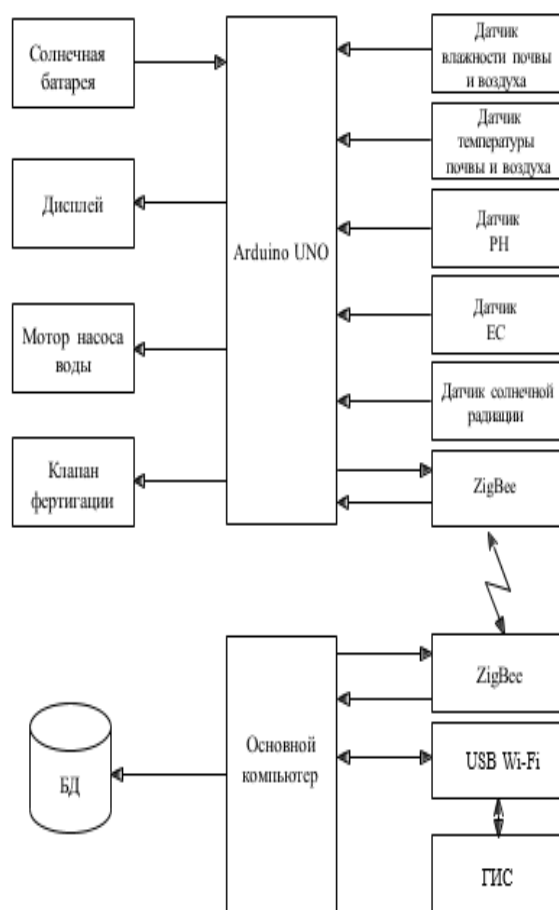 Солнечная
батарея
Дисплей
Мотор насоса
воды
Клапан
фертигации
Arduino UNO
Датчик
влажности почвы
и воздуха
Датчик
температуры
почвы и воздуха
Датчик
PH
Датчик
EC
Датчик солнечной
радиации
ZigBee
БД
Основной
компьютер
ZigBee
USB Wi-Fi
ГИС